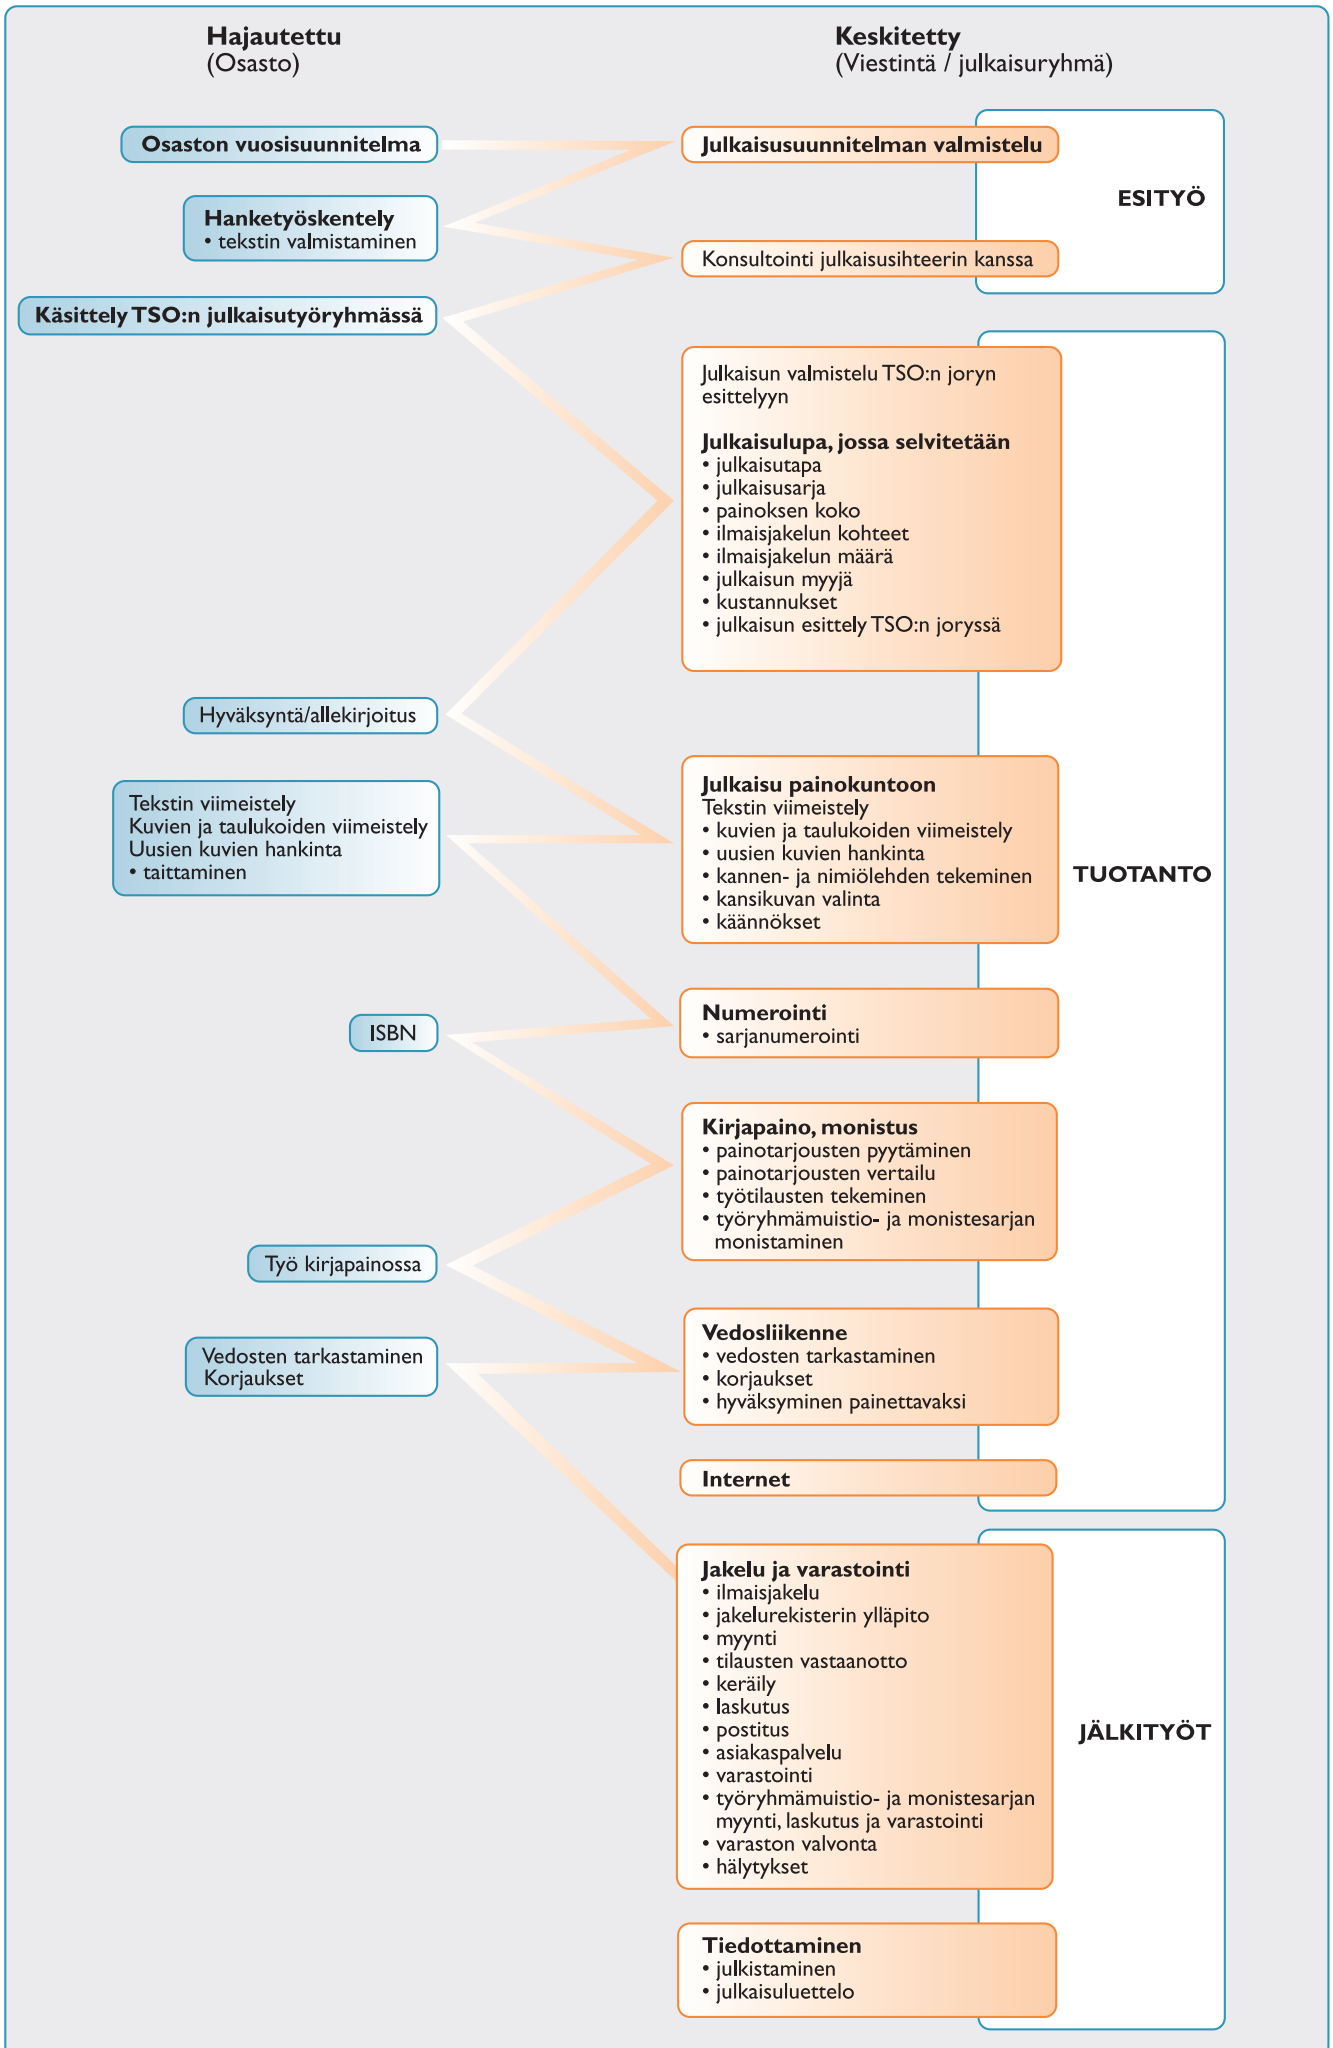 Hajautettu
(Osasto)
Keskitetty
(Viestintä / julkaisuryhmä)
Osaston vuosisuunnitelma
Julkaisusuunnitelman valmistelu
ESITYÖ
Hanketyöskentely
• tekstin valmistaminen
Konsultointi julkaisusihteerin kanssa
Käsittely TSO:n julkaisutyöryhmässä
Julkaisun valmistelu TSO:n joryn
esittelyyn
Julkaisulupa, jossa selvitetään
• julkaisutapa
• julkaisusarja
• painoksen koko
• ilmaisjakelun kohteet
• ilmaisjakelun määrä
• julkaisun myyjä
• kustannukset
• julkaisun esittely TSO:n joryssä
Hyväksyntä/allekirjoitus
Tekstin viimeistely
Kuvien ja taulukoiden viimeistely
Uusien kuvien hankinta
• taittaminen
Julkaisu painokuntoon
Tekstin viimeistely
• kuvien ja taulukoiden viimeistely
• uusien kuvien hankinta
• kannen- ja nimiölehden tekeminen
• kansikuvan valinta
• käännökset
TUOTANTO
Numerointi
• sarjanumerointi
ISBN
Kirjapaino, monistus
• painotarjousten pyytäminen
• painotarjousten vertailu
• työtilausten tekeminen
• työryhmämuistio- ja monistesarjan
monistaminen
Työ kirjapainossa
Vedosliikenne
• vedosten tarkastaminen
• korjaukset
• hyväksyminen painettavaksi
Vedosten tarkastaminen
Korjaukset
Internet
Jakelu ja varastointi
• ilmaisjakelu
• jakelurekisterin ylläpito
• myynti
• tilausten vastaanotto
• keräily
• laskutus
• postitus
• asiakaspalvelu
• varastointi
• työryhmämuistio- ja monistesarjan
myynti, laskutus ja varastointi
• varaston valvonta
• hälytykset
JÄLKITYÖT
Tiedottaminen
• julkistaminen
• julkaisuluettelo